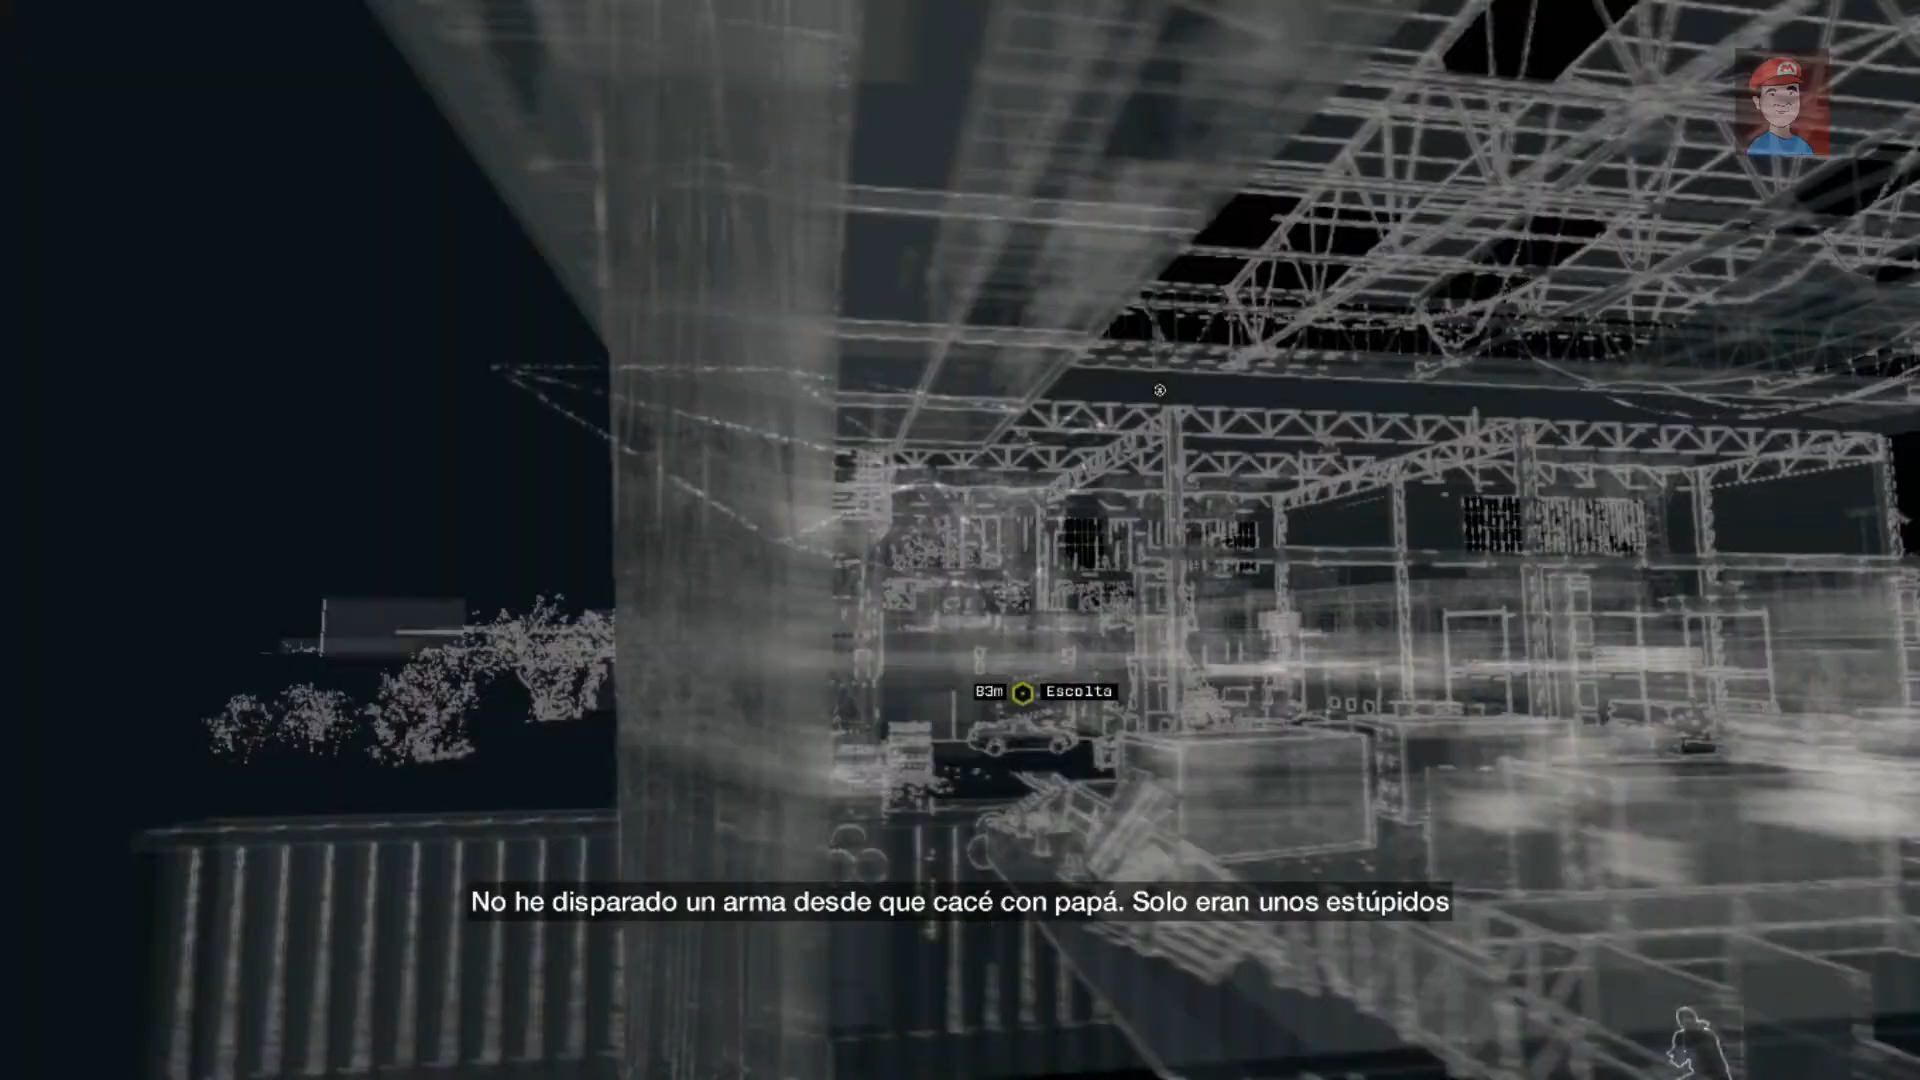 83m Escolta
No he disparado un arma desde que cacé con papá. Solo eran unos estúpidos